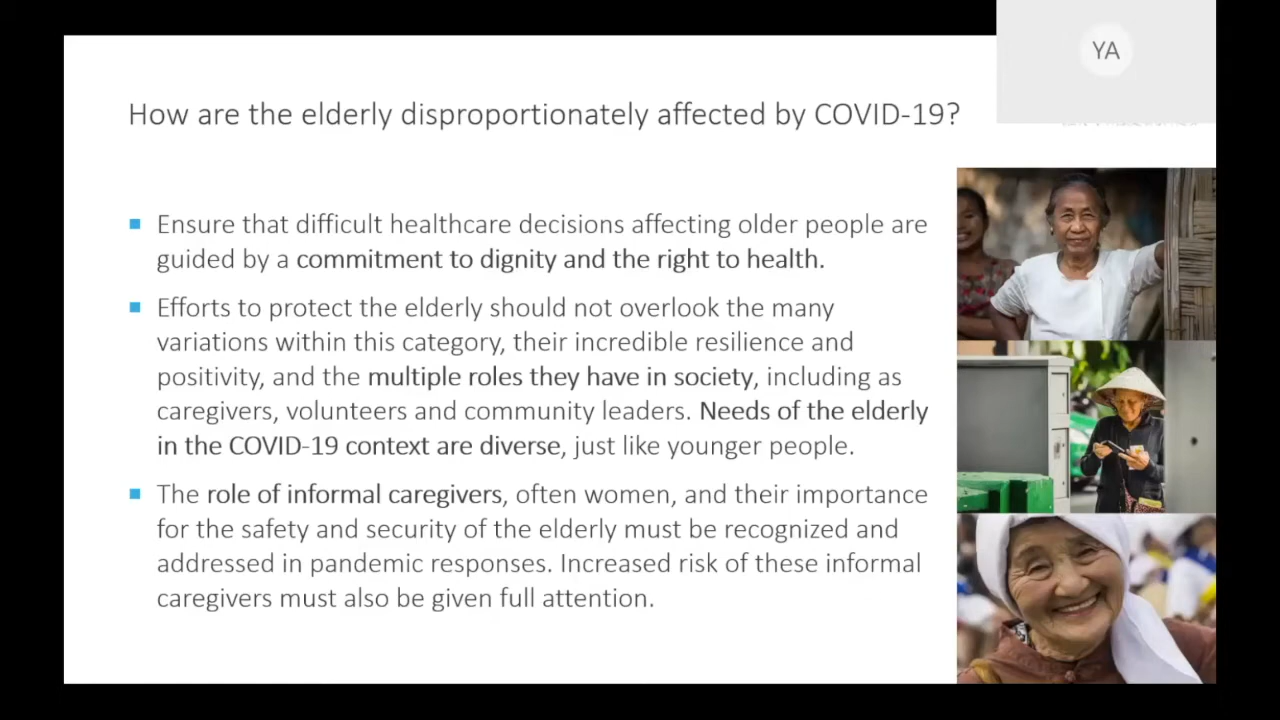 YA
How are the elderly disproportionately affected by COVID-19?
Ensure that difficult healthcare decisions affecting older people are
guided by a commitment to dignity and the right to health.
Efforts to protect the elderly should not overlook the many
variations within this category, their incredible resilience and
positivity, and the multiple roles they have in society, including as
caregivers, volunteers and community leaders. Needs of the elderly
in the COVID-19 context are diverse, just like younger people.
The role of informal caregivers, often women, and their importance
for the safety and security of the elderly must be recognized and
addressed in pandemic responses. Increased risk of these informal
caregivers must also be given full attention.